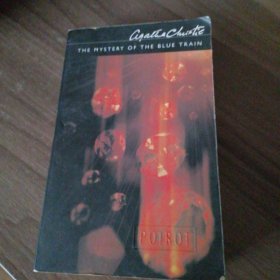 Agatha Christie
THE MYSTERY OF THE BLUE TRAIN
POIROT